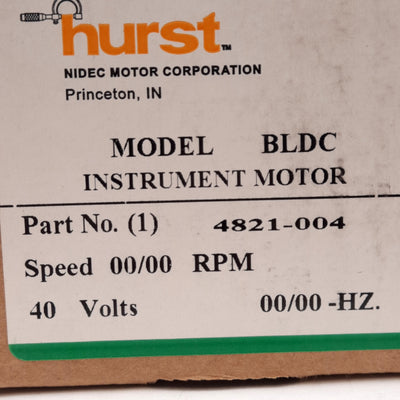 hurst™
NIDEC MOTOR CORPORATION
Princeton, IN
MODEL BLDC
INSTRUMENT MOTOR
Part No. (1) 4821-004
Speed 00/00 RPM
40 Volts 00/00 -HZ.